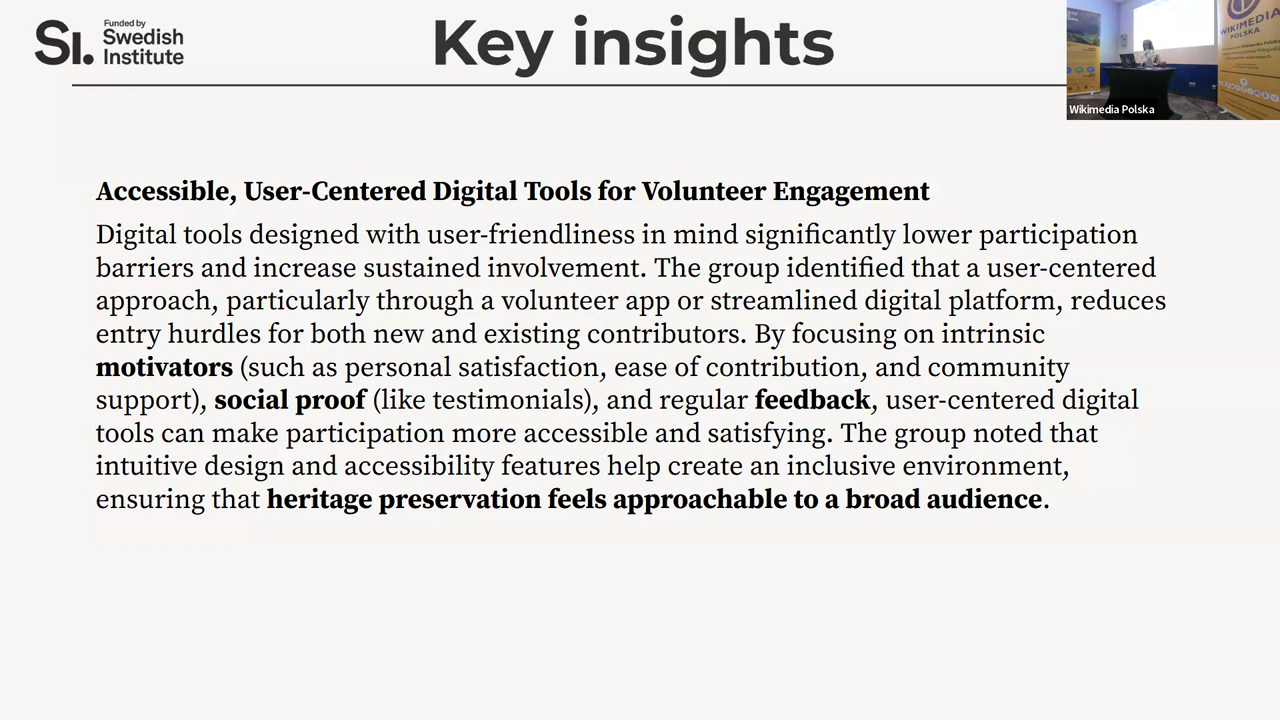 Funded by
Swedish
Institute
SI.
Key insights
WIKIMEDIA
POLSKA
Wikimedia Polska
Accessible, User-Centered Digital Tools for Volunteer Engagement
Digital tools designed with user-friendliness in mind significantly lower participation
barriers and increase sustained involvement. The group identified that a user-centered
approach, particularly through a volunteer app or streamlined digital platform, reduces
entry hurdles for both new and existing contributors. By focusing on intrinsic
motivators (such as personal satisfaction, ease of contribution, and community
support), social proof (like testimonials), and regular feedback, user-centered digital
tools can make participation more accessible and satisfying. The group noted that
intuitive design and accessibility features help create an inclusive environment,
ensuring that heritage preservation feels approachable to a broad audience.